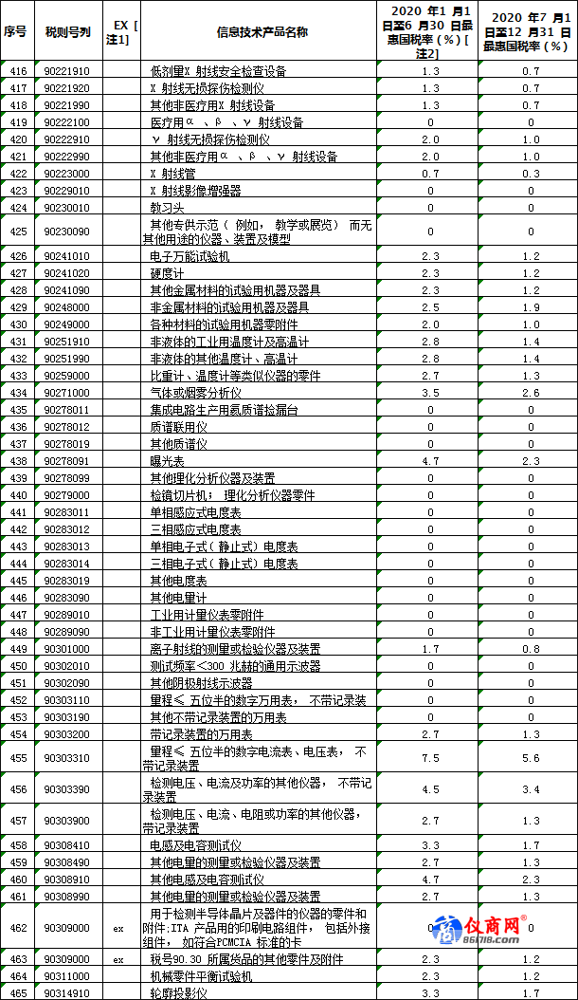 序号 税则号列 EX [注1] 信息技术产品名称 2020 年1 月1日至6 月30 日最惠国税率（%）[注2] 2020 年7 月1日至12 月31 日最惠国税率（%）
416 90221910 低剂量X 射线安全检查设备 1.3 0.7
417 90221920 X 射线无损探伤检测仪 1.3 0.7
418 90221990 其他非医疗用X 射线设备 1.3 0.7
419 90222100 医疗用α 、β 、γ 射线设备 0 0
420 90222910 γ 射线无损探伤检测仪 2.0 1.0
421 90222990 其他非医疗用α 、β 、γ 射线设备 2.0 1.0
422 90223000 X 射线管 0.7 0.3
423 90229010 X 射线影像增强器 0 0
424 90230010 教习头 0 0
425 90230090 其他专供示范（ 例如， 教学或展览） 而无其他用途的仪器、装置及模型 0 0
426 90241010 电子万能试验机 2.3 1.2
427 90241020 硬度计 2.3 1.2
428 90241090 其他金属材料的试验用机器及器具 2.3 1.2
429 90248000 非金属材料的试验用机器及器具 2.5 1.9
430 90249000 各种材料的试验用机器零附件 2.0 1.0
431 90251910 非液体的工业用温度计及高温计 2.8 1.4
432 90251990 非液体的其他温度计、高温计 2.8 1.4
433 90259000 比重计、温度计等类似仪器的零件 2.7 1.3
434 90271000 气体或烟雾分析仪 3.5 2.6
435 90278011 集成电路生产用氦质谱捡漏台 0 0
436 90278012 质谱联用仪 0 0
437 90278019 其他质谱仪 0 0
438 90278091 曝光表 4.7 2.3
439 90278099 其他理化分析仪器及装置 0 0
440 90279000 检镜切片机； 理化分析仪器零件 0 0
441 90283011 单相感应式电度表 0 0
442 90283012 三相感应式电度表 0 0
443 90283013 单相电子式（ 静止式）电度表 0 0
444 90283014 三相电子式（ 静止式）电度表 0 0
445 90283019 其他电度表 0 0
446 90283090 其他电量计 0 0
447 90289010 工业用计量仪表零附件 0 0
448 90289090 非工业用计量仪表零附件 0 0
449 90301000 离子射线的测量或检验仪器及装置 1.7 0.8
450 90302010 测试频率＜300 兆赫的通用示波器 0 0
451 90302090 其他阴极射线示波器 0 0
452 90303110 量程≤ 五位半的数字万用表， 不带记录装 0 0
453 90303190 其他不带记录装置的万用表 0 0
454 90303200 带记录装置的万用表 2.7 1.3
455 90303310 量程≤ 五位半的数字电流表、电压表， 不带记录装置 7.5 5.6
456 90303390 检测电压、电流及功率的其他仪器， 不带记录装置 4.5 3.4
457 90303900 检测电压、电流、电阻或功率的其他仪器，带记录装置 2.7 1.3
458 90308410 电感及电容测试仪 3.3 1.7
459 90308490 其他电量的测量或检验仪器及装置 2.7 1.3
460 90308910 其他电感及电容测试仪 4.7 2.3
461 90308990 其他电量的测量或检验仪器及装置 2.7 1.3
462 90309000 ex 用于检测半导体晶片及器件的仪器的零件和附件;ITA 产品用的印刷电路组件， 包括外接组件， 如符合PCMCIA 标准的卡 0 0
仪商网®
861718.com
463 90309000 ex 税号90.30 所属货品的其他零件及附件 2.3 1.2
464 90311000 机械零件平衡试验机 2.3 1.2
465 90314910 轮廓投影仪 3.3 1.7